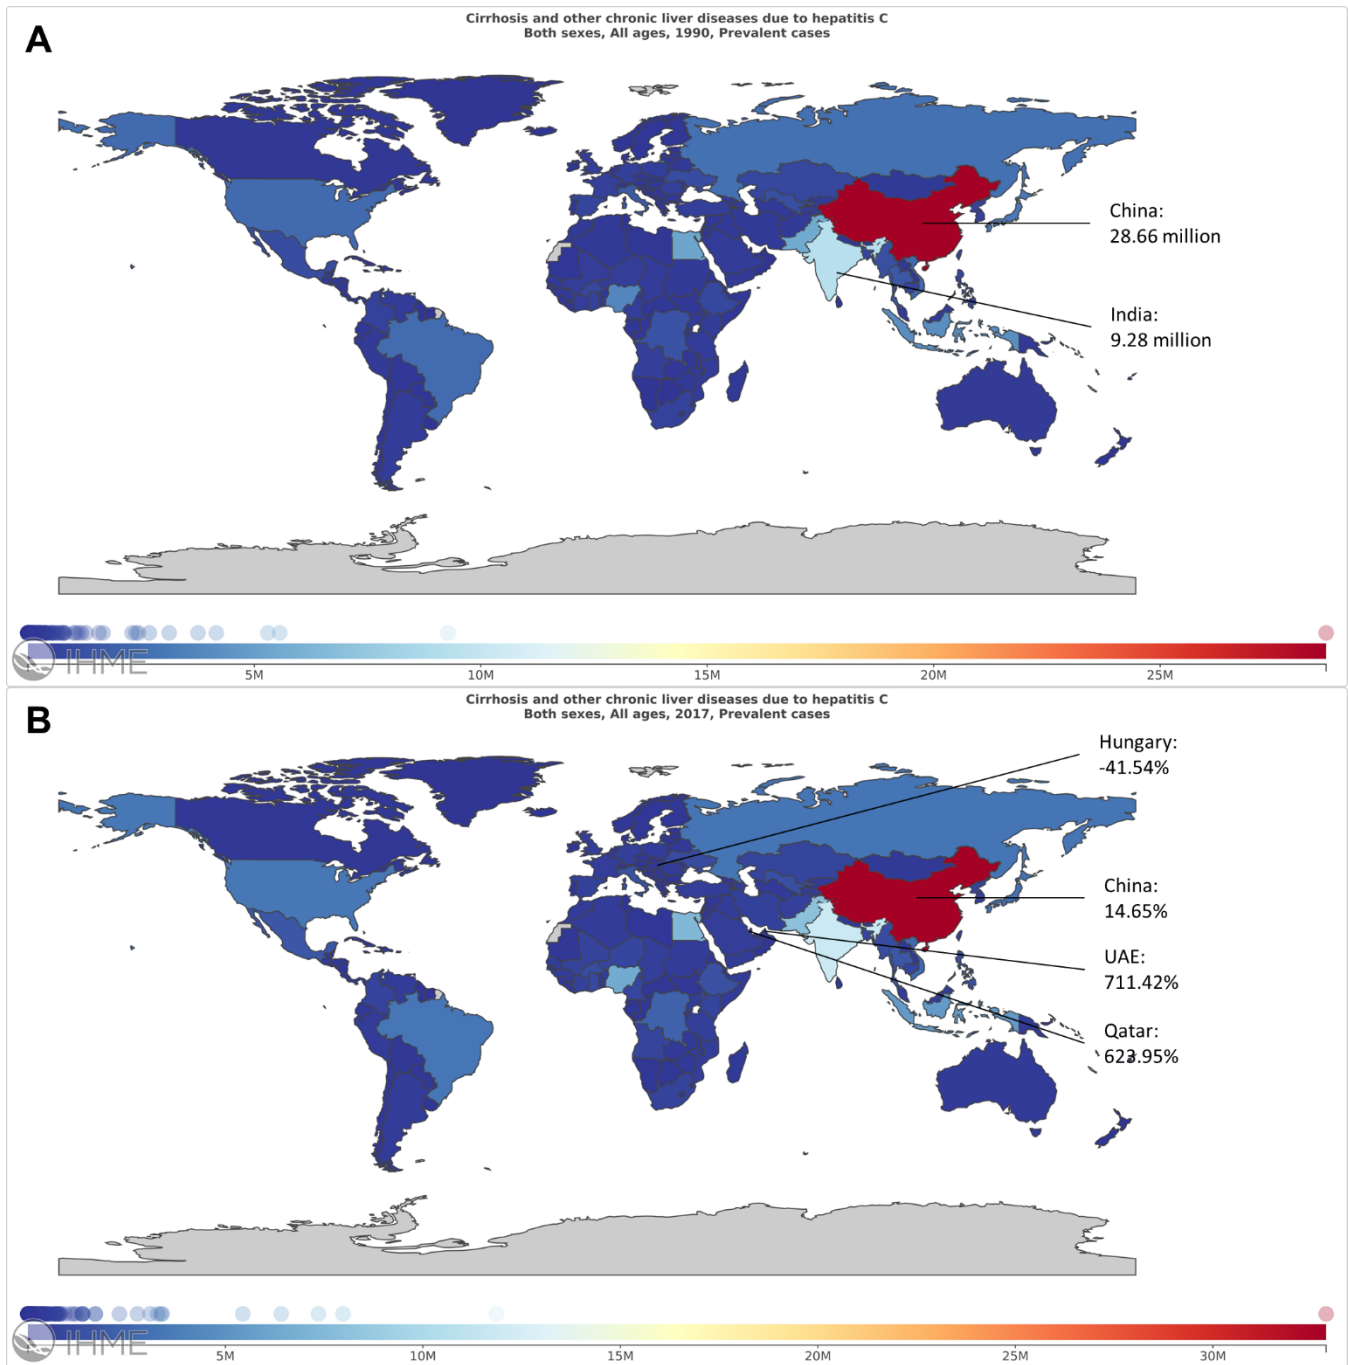 A
Cirrhosis and other chronic liver diseases due to hepatitis C
Both sexes, All ages, 1990, Prevalent cases
China:
28.66 million
India:
9.28 million
IHME
5M 10M 15M 20M 25M
B
Cirrhosis and other chronic liver diseases due to hepatitis C
Both sexes, All ages, 2017, Prevalent cases
Hungary:
-41.54%
China:
14.65%
UAE:
711.42%
Qatar:
623.95%
IHME
5M 10M 15M 20M 25M 30M